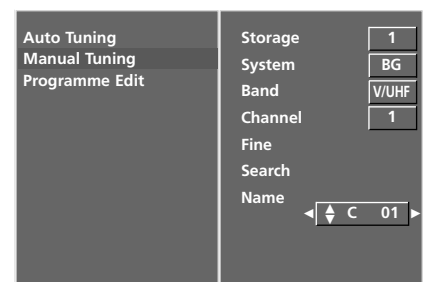 Auto Tuning
Manual Tuning
Programme Edit
Storage 1
System BG
Band V/UHF
Channel 1
Fine
Search
Name
◀ ◆ C 01 ▶